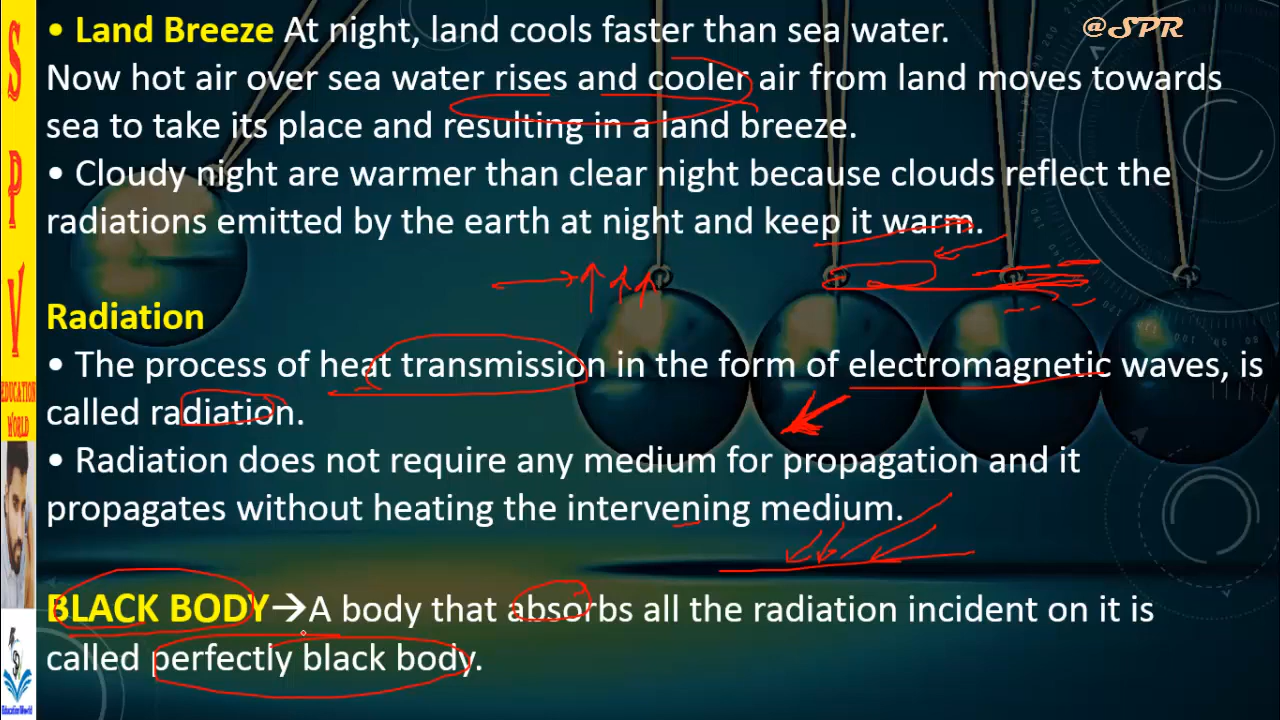 @SPR
• Land Breeze At night, land cools faster than sea water.
Now hot air over sea water rises and cooler air from land moves towards
sea to take its place and resulting in a land breeze.
• Cloudy night are warmer than clear night because clouds reflect the
radiations emitted by the earth at night and keep it warm.
Radiation
• The process of heat transmission in the form of electromagnetic waves, is
called radiation.
• Radiation does not require any medium for propagation and it
propagates without heating the intervening medium.
BLACK BODY→A body that absorbs all the radiation incident on it is
called perfectly black body.
S
P
V
EDUCATION
WORLD
Education World